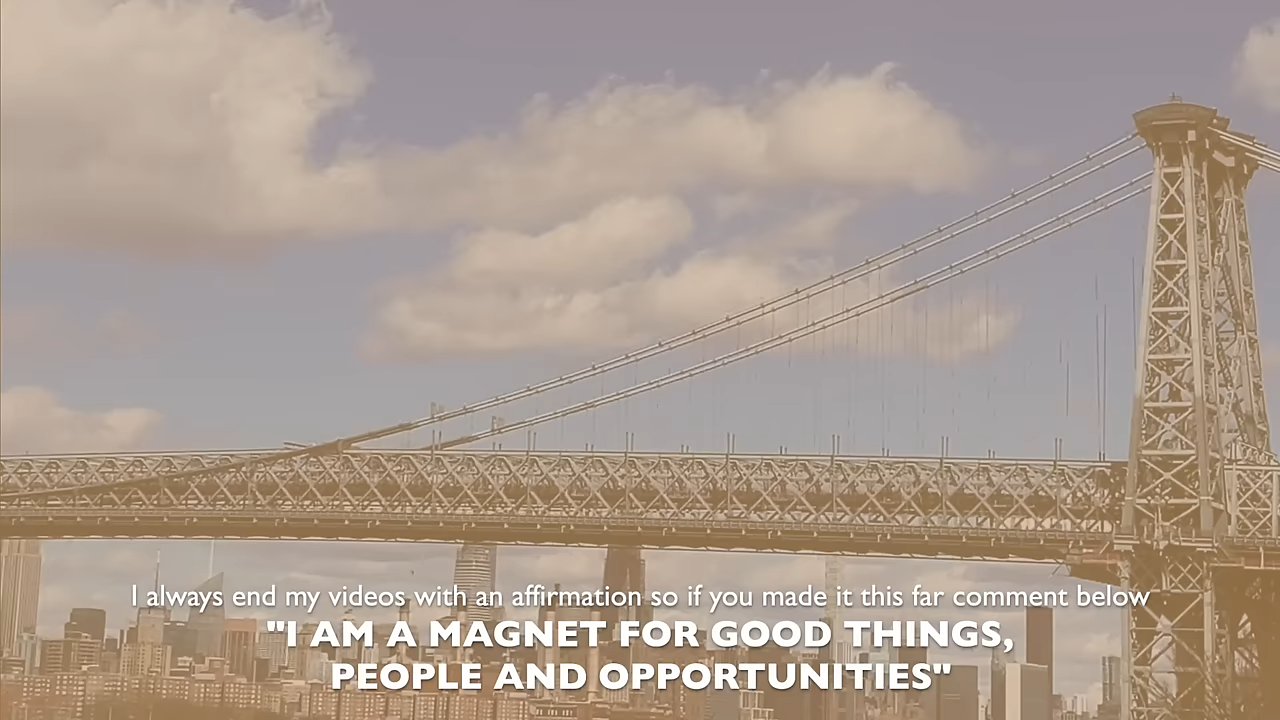 I always end my videos with an affirmation so if you made it this far comment below
"I AM A MAGNET FOR GOOD THINGS,
PEOPLE AND OPPORTUNITIES"